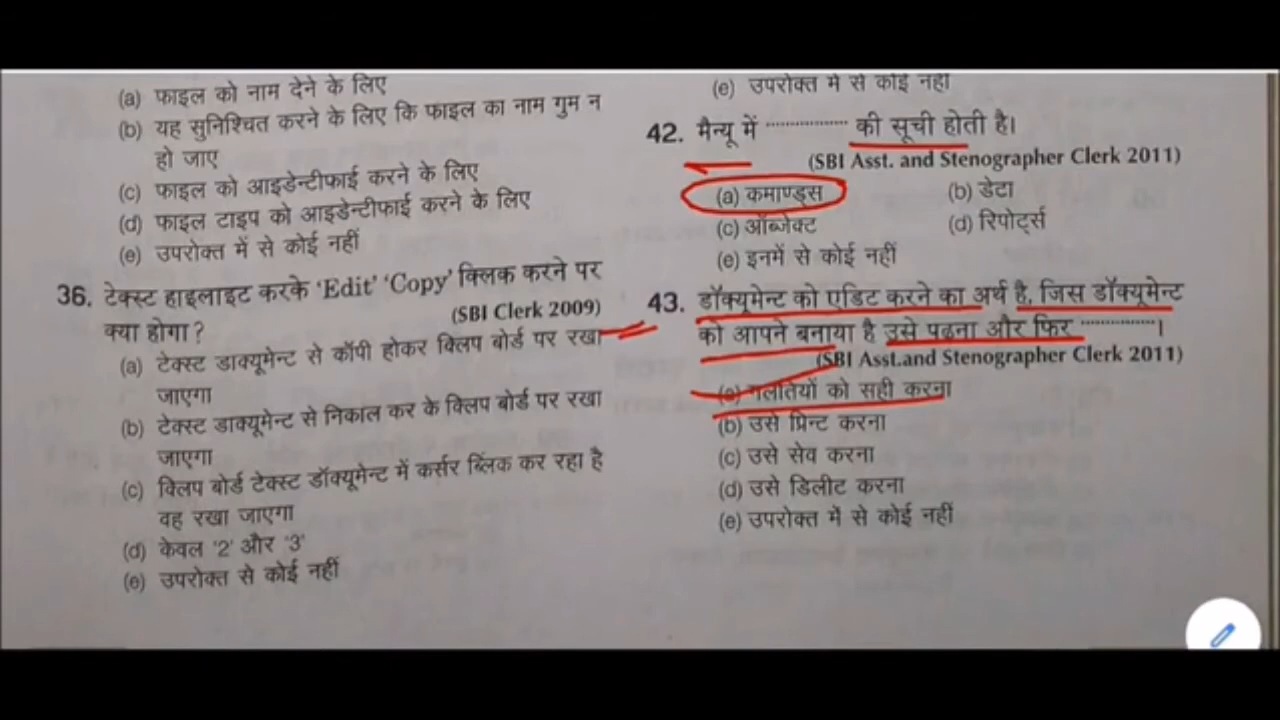 (a) फाइल को नाम देने के लिए
(b) यह सुनिश्चित करने के लिए कि फाइल का नाम गुम न
हो जाए
(c) फाइल को आइडेन्टीफाई करने के लिए
(d) फाइल टाइप को आइडेन्टीफाई करने के लिए
(e) उपरोक्त में से कोई नहीं
36. टेक्स्ट हाइलाइट करके ‘Edit’ ‘Copy’ क्लिक करने पर
क्या होगा?
(SBI Clerk 2009)
(a) टेक्स्ट डाक्यूमेन्ट से कॉपी होकर क्लिप बोर्ड पर रखा
जाएगा
(b) टेक्स्ट डाक्यूमेन्ट से निकाल कर के क्लिप बोर्ड पर रखा
जाएगा
(c) क्लिप बोर्ड टेक्स्ट डॉक्यूमेन्ट में कर्सर ब्लिंक कर रहा है
वह रखा जाएगा
(d) केवल ‘2’ और ‘3’
(e) उपरोक्त से कोई नहीं
(e) उपरोक्त में से कोई नहीं
42. मैन्यू में .................. की सूची होती है।
(SBI Asst. and Stenographer Clerk 2011)
(a) कमाण्ड्स (b) डेटा
(c) ऑब्जेक्ट (d) रिपोर्ट्स
(e) इनमें से कोई नहीं
43. डॉक्यूमेन्ट को एडिट करने का अर्थ है, जिस डॉक्यूमेन्ट
को आपने बनाया है उसे पढ़ना और फिर ..................।
(SBI Asst.and Stenographer Clerk 2011)
(a) गलतियों को सही करना
(b) उसे प्रिन्ट करना
(c) उसे सेव करना
(d) उसे डिलीट करना
(e) उपरोक्त में से कोई नहीं